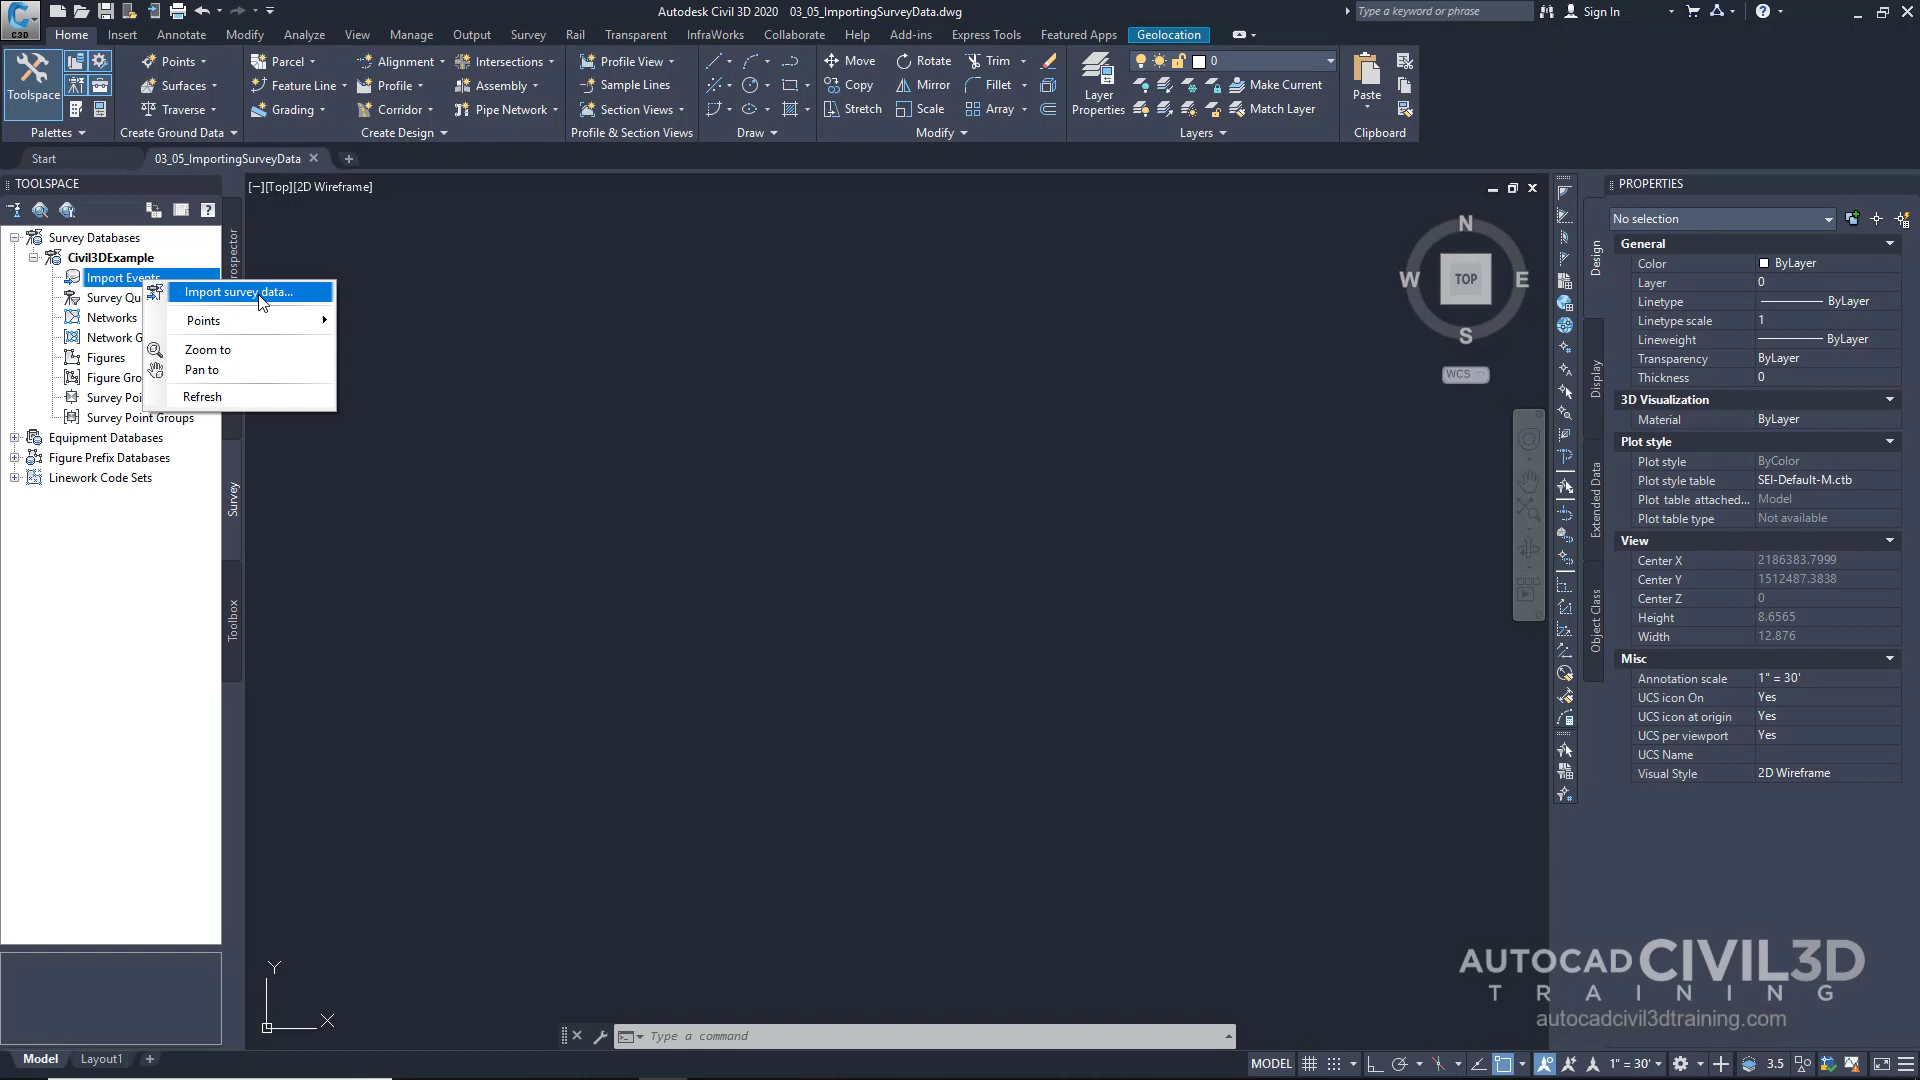 Autodesk Civil 3D 2020 03_05_ImportingSurveyData.dwg
Type a keyword or phrase
Sign In
C3D
Home Insert Annotate Modify Analyze View Manage Output Survey Rail Transparent InfraWorks Collaborate Help Add-ins Express Tools Featured Apps Geolocation
Toolspace
Points
Surfaces
Traverse
Parcel
Feature Line
Grading
Alignment
Profile
Corridor
Intersections
Assembly
Pipe Network
Profile View
Sample Lines
Section Views
Move
Copy
Stretch
Rotate
Mirror
Scale
Trim
Fillet
Array
Layer
Properties
0
Make Current
Match Layer
Paste
Palettes Create Ground Data Create Design Profile & Section Views Draw Modify Layers Clipboard
Start 03_05_ImportingSurveyData
TOOLSPACE
Survey Databases
Civil3DExample
Import Events
Survey Qu
Networks
Network G
Figures
Figure Gro
Survey Poi
Survey Point Groups
Equipment Databases
Figure Prefix Databases
Linework Code Sets
Import survey data...
Points
Zoom to
Pan to
Refresh
rospector
Survey
Toolbox
[−][Top][2D Wireframe]
N
W TOP E
S
WCS
Y
X
Type a command
PROPERTIES
No selection
Design
Display
Extended Data
Object Class
General
Color ByLayer
Layer 0
Linetype ByLayer
Linetype scale 1
Lineweight ByLayer
Transparency ByLayer
Thickness 0
3D Visualization
Material ByLayer
Plot style
Plot style ByColor
Plot style table SEI-Default-M.ctb
Plot table attached... Model
Plot table type Not available
View
Center X 2186383.7999
Center Y 1512487.3838
Center Z 0
Height 8.6565
Width 12.876
Misc
Annotation scale 1" = 30'
UCS icon On Yes
UCS icon at origin Yes
UCS per viewport Yes
UCS Name
Visual Style 2D Wireframe
AUTOCAD CIVIL3D
TRAINING
autocadcivil3dtraining.com
Model Layout1
MODEL 1" = 30' 3.5